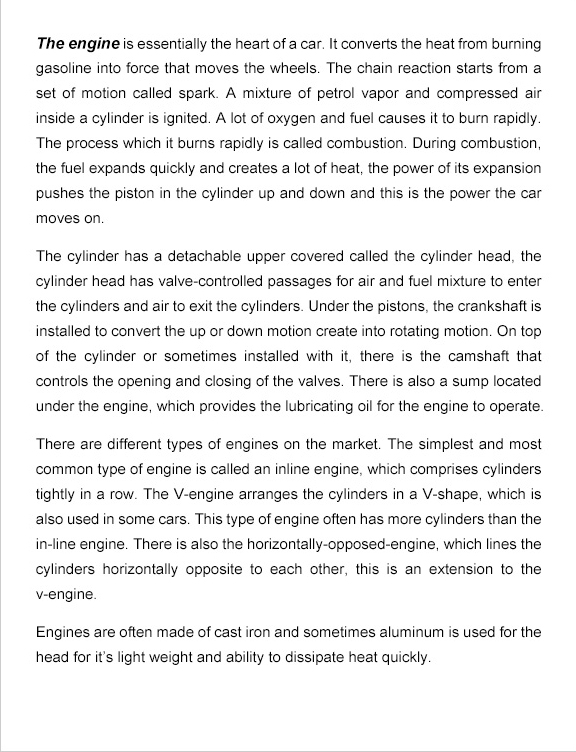 The engine is essentially the heart of a car. It converts the heat from burning
gasoline into force that moves the wheels. The chain reaction starts from a
set of motion called spark. A mixture of petrol vapor and compressed air
inside a cylinder is ignited. A lot of oxygen and fuel causes it to burn rapidly.
The process which it burns rapidly is called combustion. During combustion,
the fuel expands quickly and creates a lot of heat, the power of its expansion
pushes the piston in the cylinder up and down and this is the power the car
moves on.
The cylinder has a detachable upper covered called the cylinder head, the
cylinder head has valve-controlled passages for air and fuel mixture to enter
the cylinders and air to exit the cylinders. Under the pistons, the crankshaft is
installed to convert the up or down motion create into rotating motion. On top
of the cylinder or sometimes installed with it, there is the camshaft that
controls the opening and closing of the valves. There is also a sump located
under the engine, which provides the lubricating oil for the engine to operate.
There are different types of engines on the market. The simplest and most
common type of engine is called an inline engine, which comprises cylinders
tightly in a row. The V-engine arranges the cylinders in a V-shape, which is
also used in some cars. This type of engine often has more cylinders than the
in-line engine. There is also the horizontally-opposed-engine, which lines the
cylinders horizontally opposite to each other, this is an extension to the
v-engine.
Engines are often made of cast iron and sometimes aluminum is used for the
head for it's light weight and ability to dissipate heat quickly.